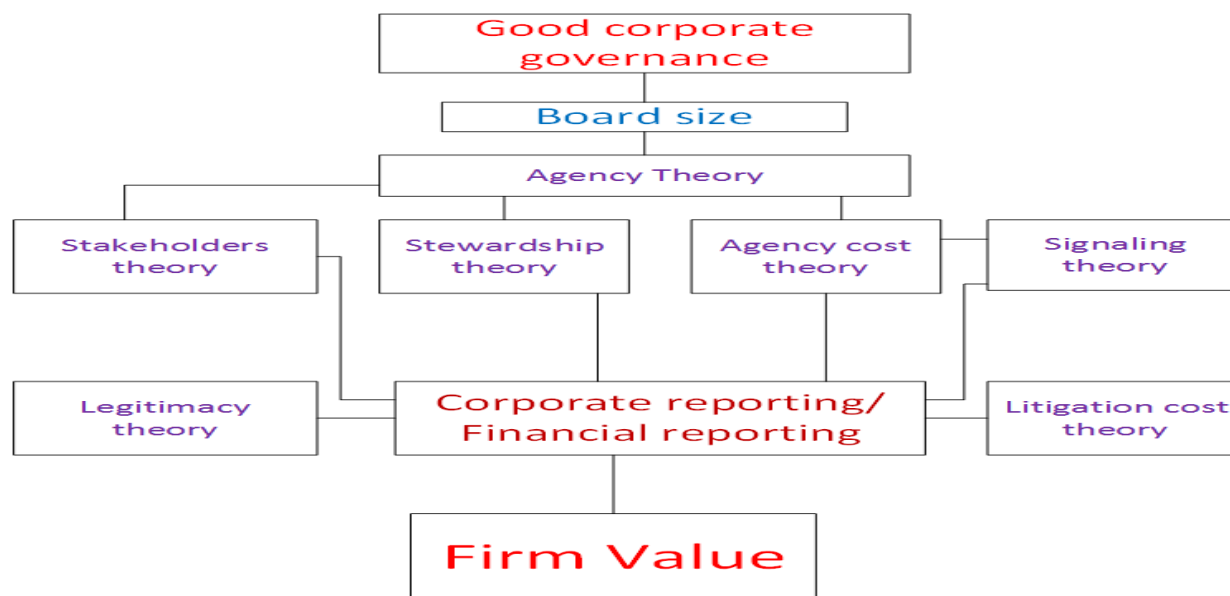 Good corporate
governance
Board size
Agency Theory
Stakeholders
theory
Stewardship
theory
Agency cost
theory
Signaling
theory
Legitimacy
theory
Corporate reporting/
Financial reporting
Litigation cost
theory
Firm Value